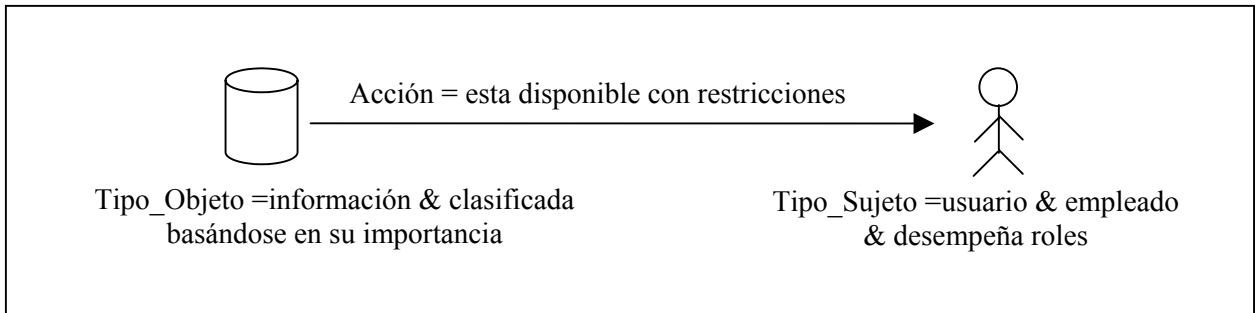 Acción = esta disponible con restricciones
Tipo_Objeto =información & clasificada
basándose en su importancia
Tipo_Sujeto =usuario & empleado
& desempeña roles